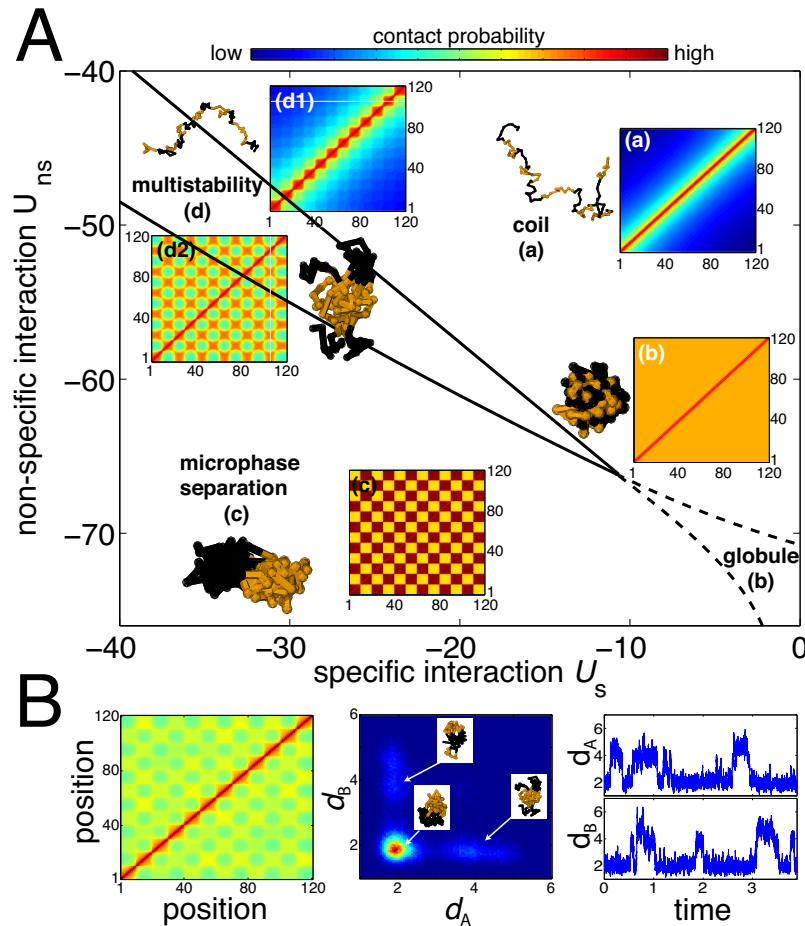 A
contact probability
low
high
non-specific interaction U_ns
−40
−50
−60
−70
−40
−30
−20
−10
0
specific interaction U_s
(d1)
120
80
40
1
1 40 80 120
multistability
(d)
(d2)
120
80
40
1
1 40 80 120
coil
(a)
(a)
120
80
40
1
1 40 80 120
(b)
120
80
40
1
1 40 80 120
microphase
separation
(c)
(c)
120
80
40
1
1 40 80 120
globule
(b)
B
position
120
80
40
1
1 40 80 120
position
d_B
6
4
2
2 4 6
d_A
d_A
6
4
2
d_B
6
4
2
0 1 2 3
time